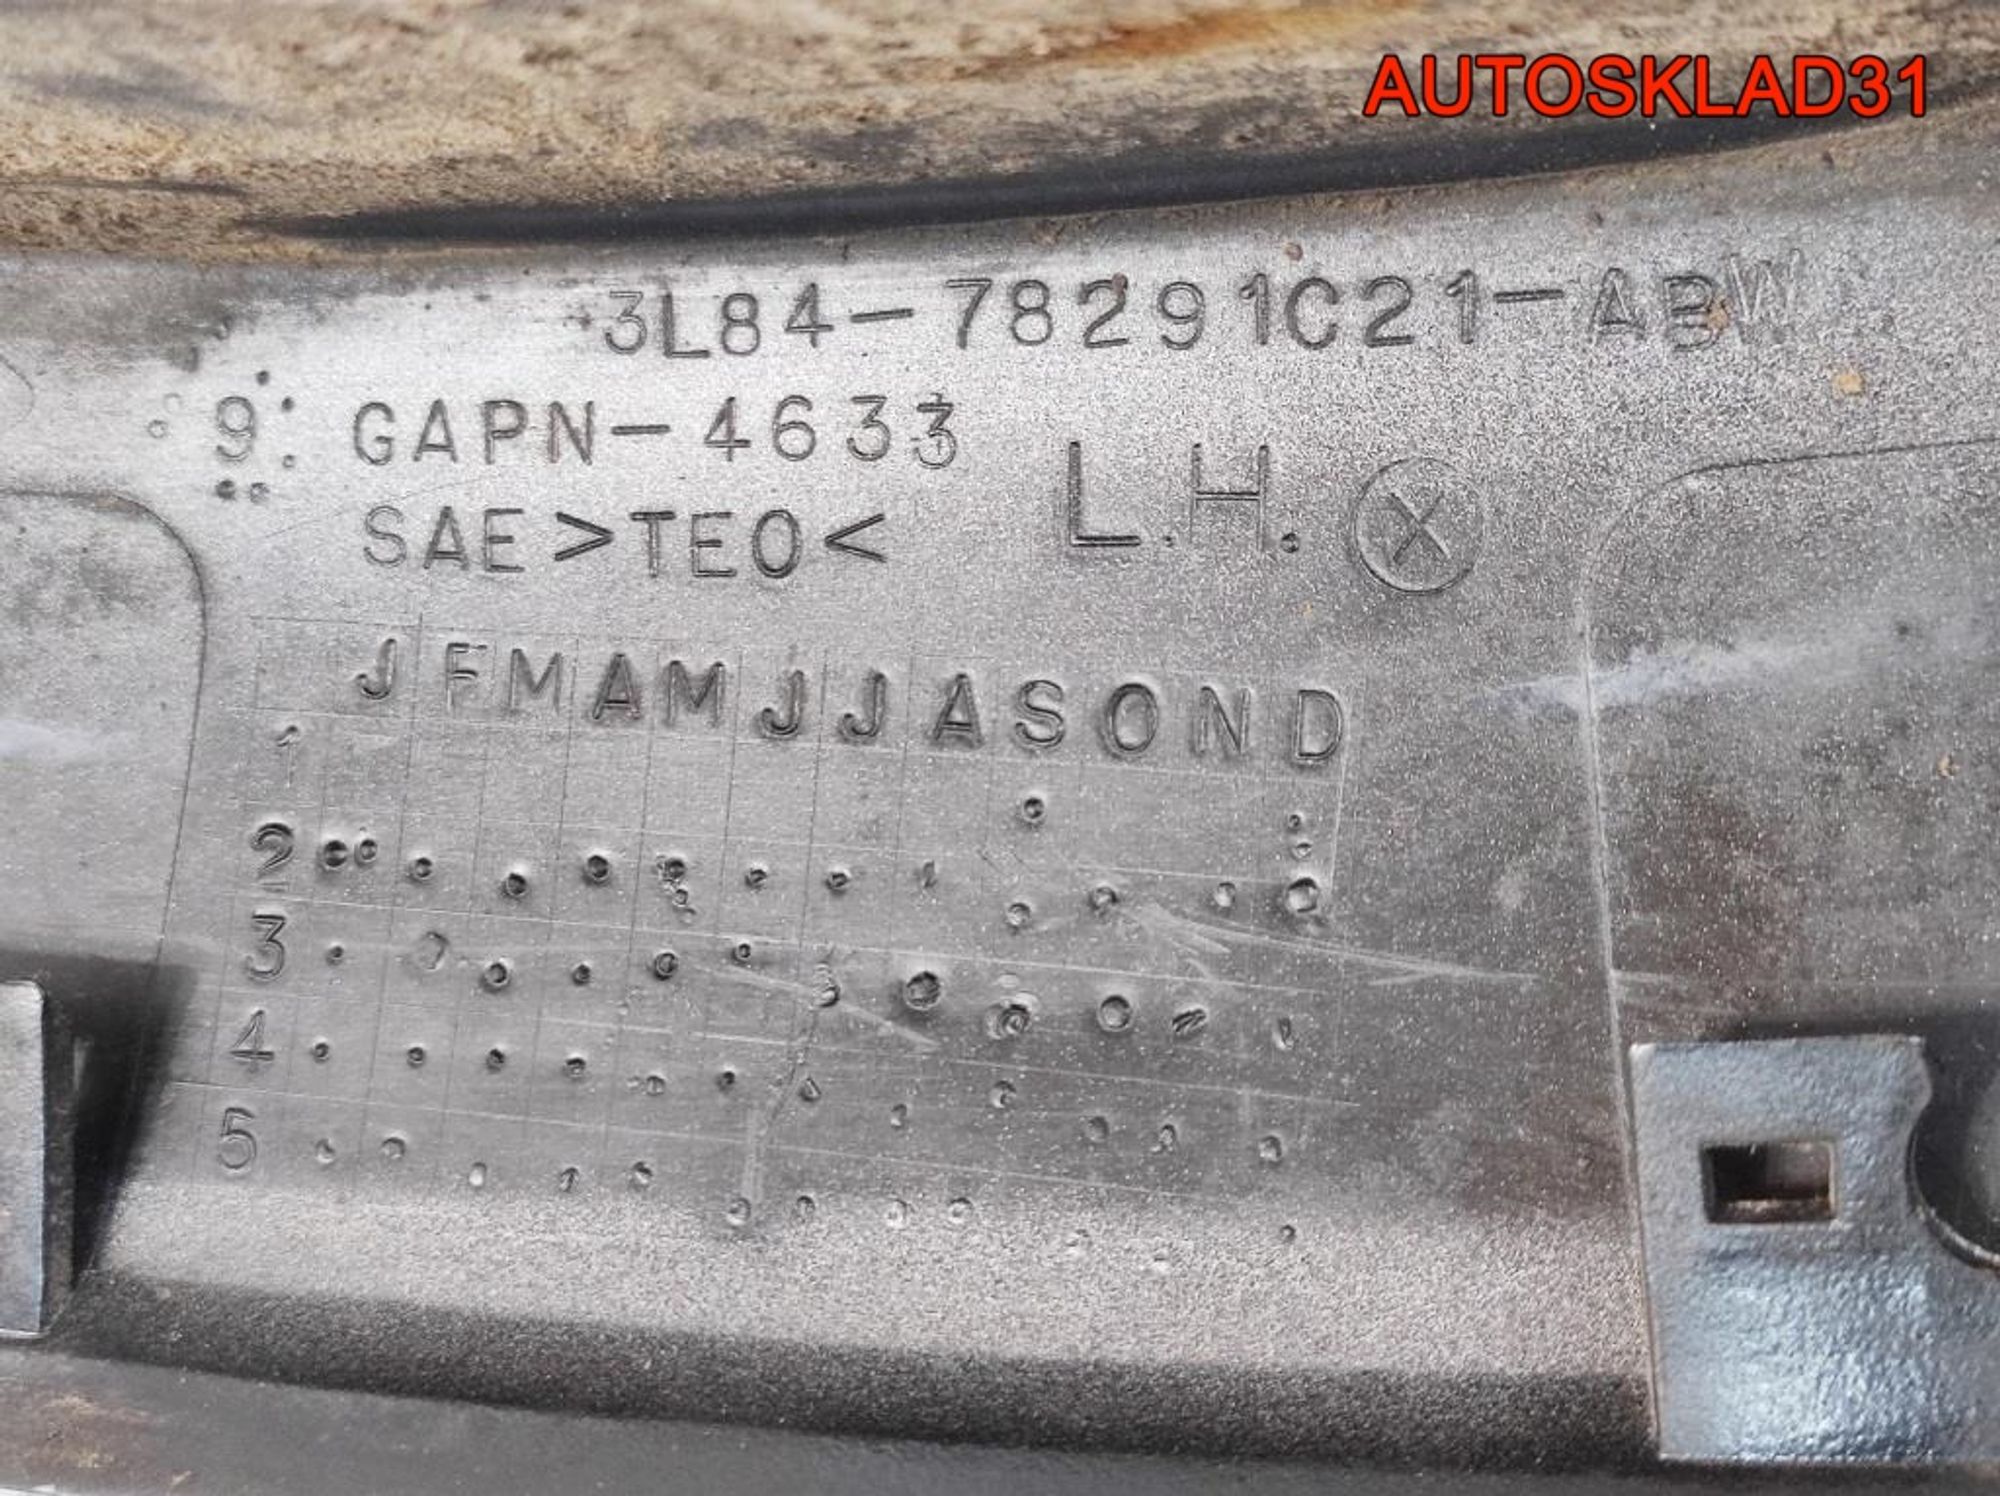 AUTOSKLAD31
3L84-78291C21-ABW
9 GAPN-4633
SAE >TEO< L.H. X
J F M A M J J A S O N D
1
2
3
4
5